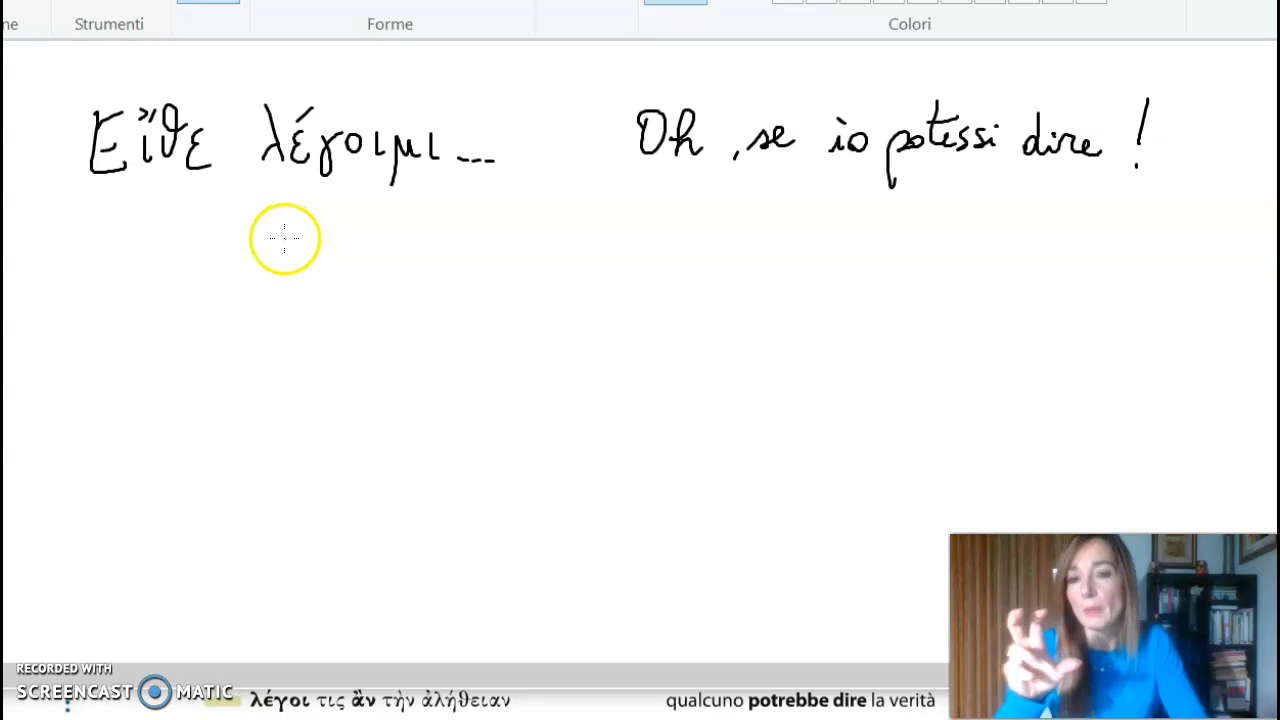 ne Strumenti Forme Colori
Εἴθε λέγοιμι... Oh, se io potessi dire!
RECORDED WITH
SCREENCAST MATIC
λέγοι τις ἂν τὴν ἀλήθειαν qualcuno potrebbe dire la verità